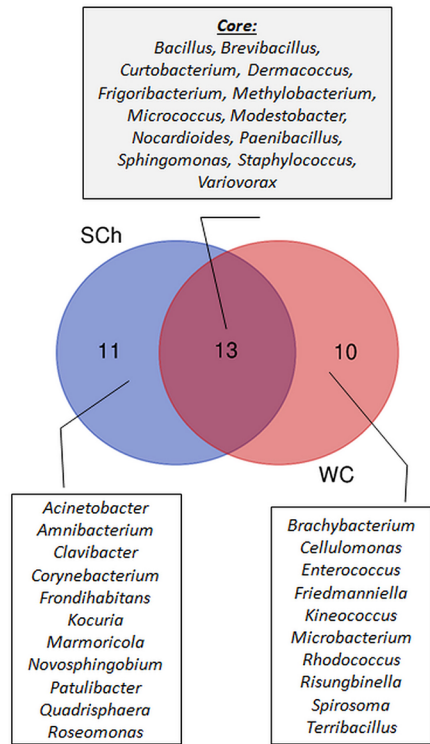 Core:
Bacillus, Brevibacillus,
Curtobacterium, Dermacoccus,
Frigoribacterium, Methylobacterium,
Micrococcus, Modestobacter,
Nocardioides, Paenibacillus,
Sphingomonas, Staphylococcus,
Variovorax
SCh
11
13
10
WC
Acinetobacter
Amnibacterium
Clavibacter
Corynebacterium
Frondihabitans
Kocuria
Marmoricola
Novosphingobium
Patulibacter
Quadrisphaera
Roseomonas
Brachybacterium
Cellulomonas
Enterococcus
Friedmanniella
Kineococcus
Microbacterium
Rhodococcus
Risungbinella
Spirosoma
Terribacillus